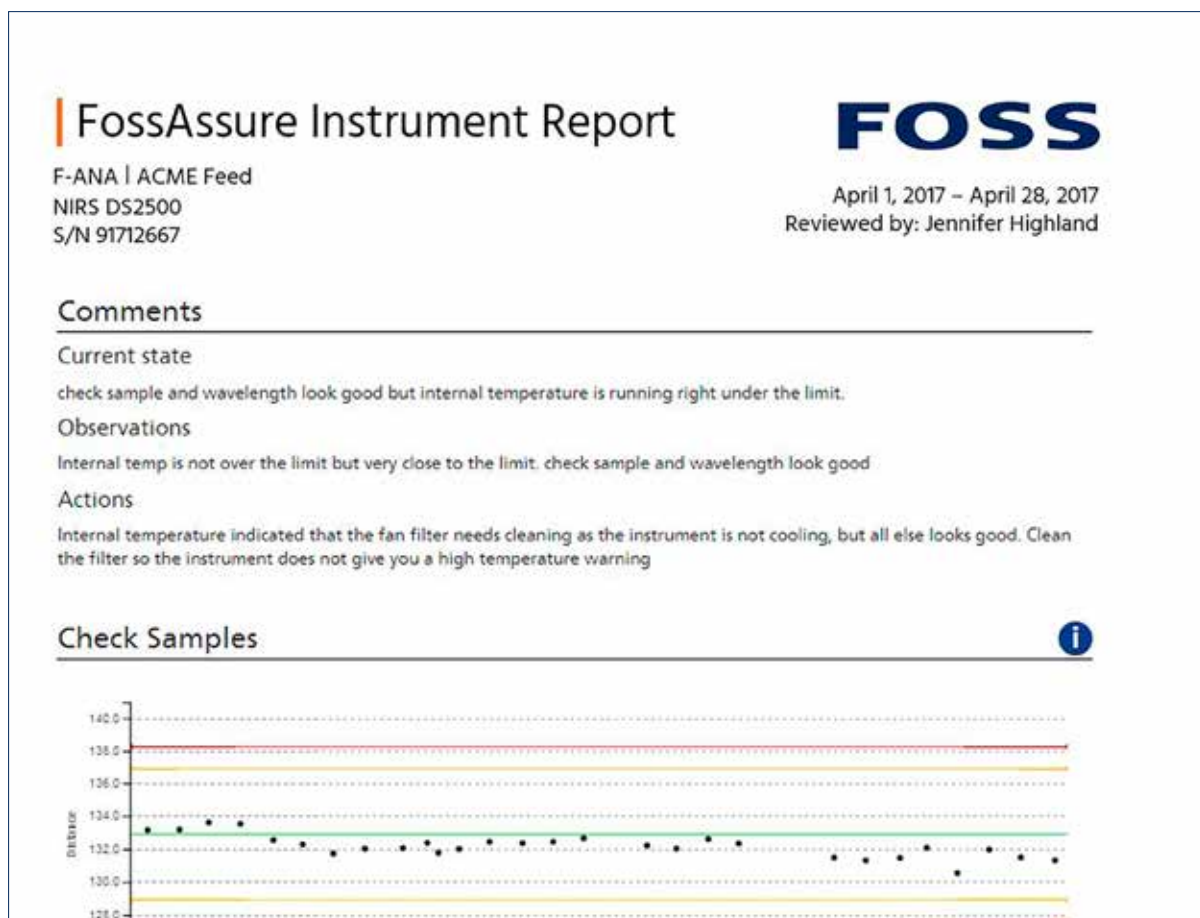 FossAssure Instrument Report
FOSS
F-ANA | ACME Feed
NIRS DS2500
S/N 91712667
April 1, 2017 – April 28, 2017
Reviewed by: Jennifer Highland
Comments
Current state
check sample and wavelength look good but internal temperature is running right under the limit.
Observations
Internal temp is not over the limit but very close to the limit. check sample and wavelength look good
Actions
Internal temperature indicated that the fan filter needs cleaning as the instrument is not cooling, but all else looks good. Clean
the filter so the instrument does not give you a high temperature warning
Check Samples
i
140.0
138.0
136.0
134.0
132.0
130.0
128.0
Distance